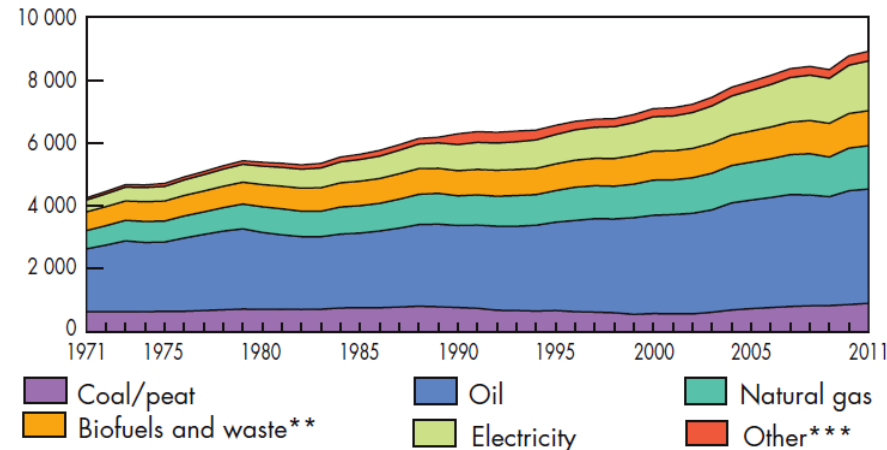 10 000
8 000
6 000
4 000
2 000
0
1971 1975 1980 1985 1990 1995 2000 2005 2011
Coal/peat Oil Natural gas
Biofuels and waste** Electricity Other***